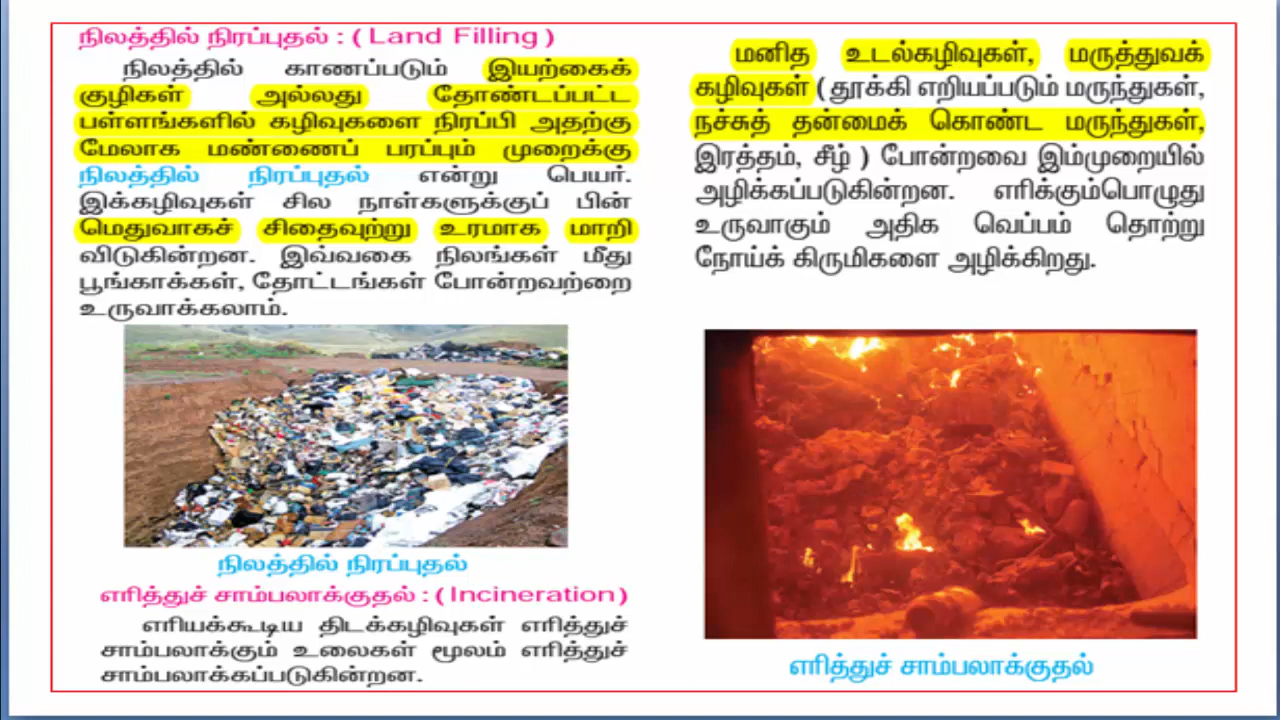 நிலத்தில் நிரப்புதல் : ( Land Filling )
நிலத்தில் காணப்படும் இயற்கைக்
குழிகள் அல்லது தோண்டப்பட்ட
பள்ளங்களில் கழிவுகளை நிரப்பி அதற்கு
மேலாக மண்ணைப் பரப்பும் முறைக்கு
நிலத்தில் நிரப்புதல் என்று பெயர்.
இக்கழிவுகள் சில நாள்களுக்குப் பின்
மெதுவாகச் சிதைவுற்று உரமாக மாறி
விடுகின்றன. இவ்வகை நிலங்கள் மீது
பூங்காக்கள், தோட்டங்கள் போன்றவற்றை
உருவாக்கலாம்.
நிலத்தில் நிரப்புதல்
எரித்துச் சாம்பலாக்குதல் : ( Incineration )
எரியக்கூடிய திடக்கழிவுகள் எரித்துச்
சாம்பலாக்கும் உலைகள் மூலம் எரித்துச்
சாம்பலாக்கப்படுகின்றன.
மனித உடல்கழிவுகள், மருத்துவக்
கழிவுகள் ( தூக்கி எறியப்படும் மருந்துகள்,
நச்சுத் தன்மைக் கொண்ட மருந்துகள்,
இரத்தம், சீழ் ) போன்றவை இம்முறையில்
அழிக்கப்படுகின்றன. எரிக்கும்பொழுது
உருவாகும் அதிக வெப்பம் தொற்று
நோய்க் கிருமிகளை அழிக்கிறது.
எரித்துச் சாம்பலாக்குதல்